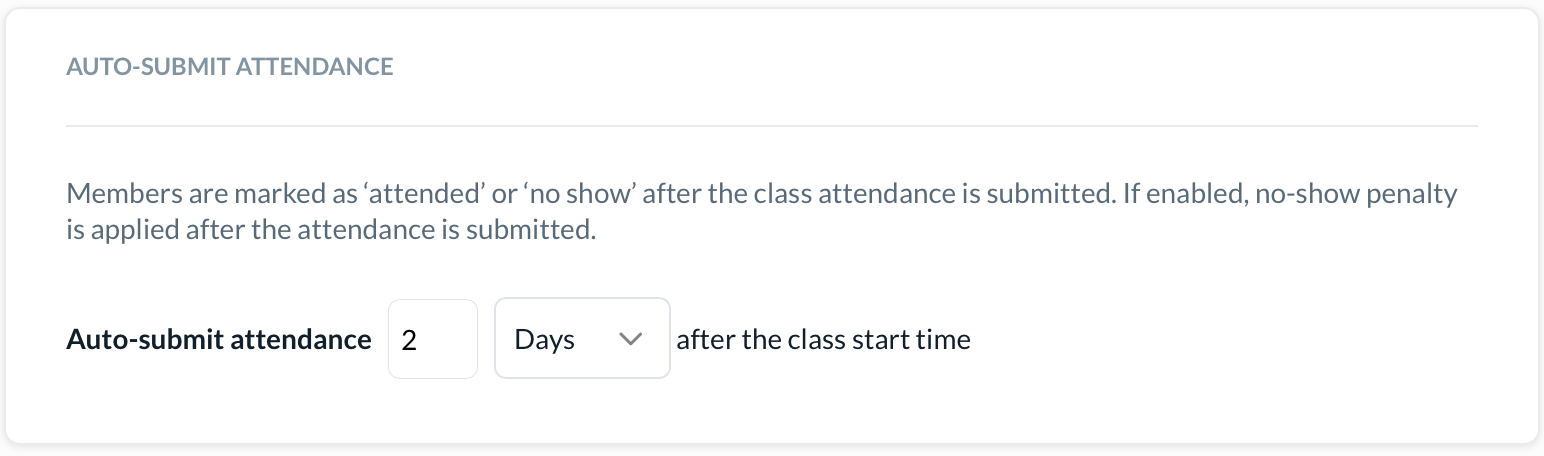 AUTO-SUBMIT ATTENDANCE
Members are marked as ‘attended’ or ‘no show’ after the class attendance is submitted. If enabled, no-show penalty
is applied after the attendance is submitted.
Auto-submit attendance 2 Days after the class start time